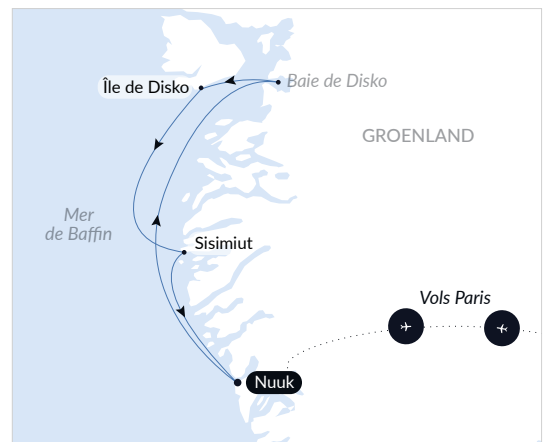 Île de Disko
Baie de Disko
GROENLAND
Mer
de Baffin
Sisimiut
Vols Paris
Nuuk